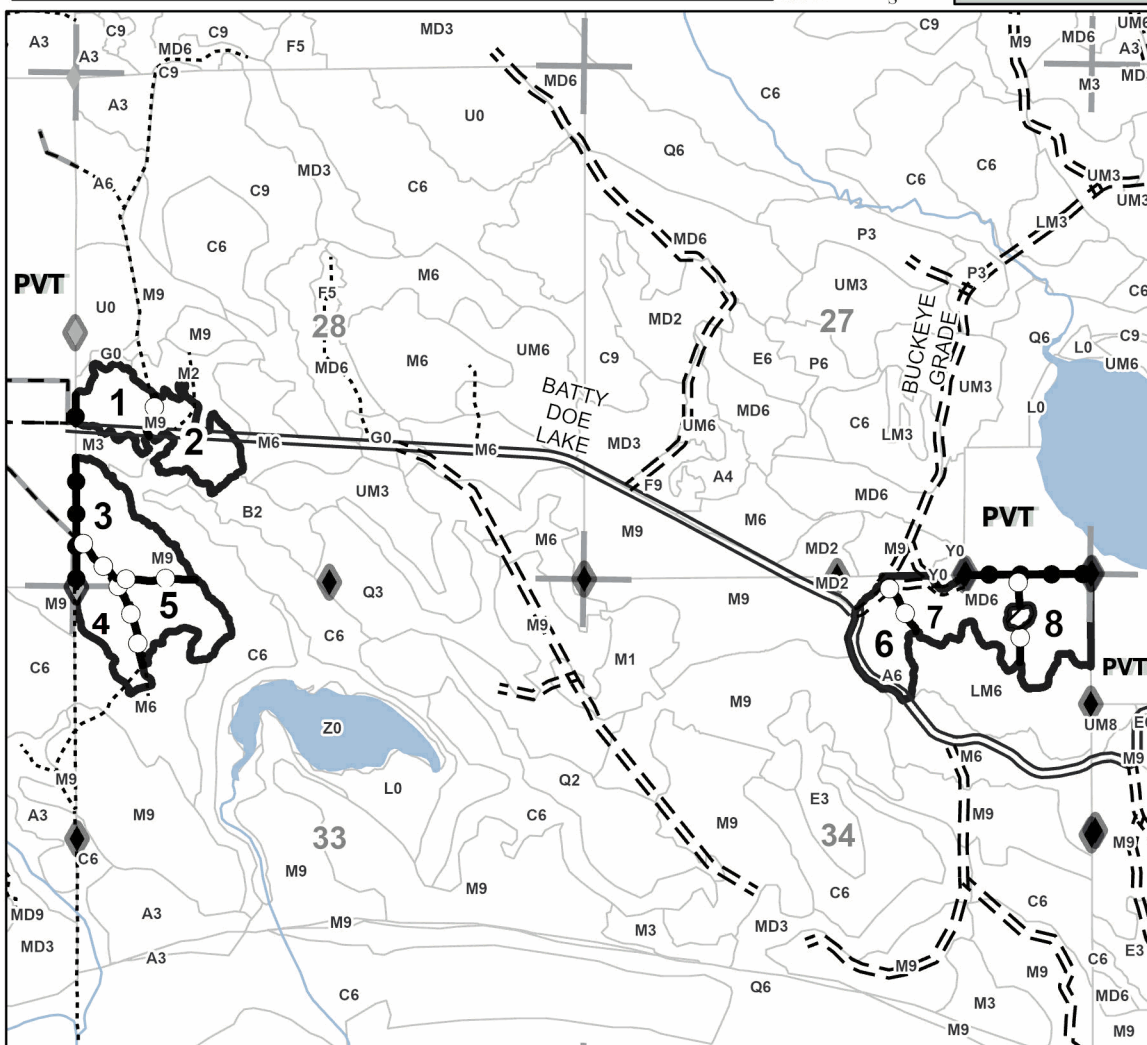 C9
C9
MD3
C9
UM6
A3
A3
MD6
F5
M9
MD6
A3
C9
MD6
M3
MD
A3
C6
U0
Q6
A6
C9
MD3
C6
C6
C6
UM3
UM3
C6
LM3
P3
MD6
M6
P3
PVT
F5
UM3
C6
U0
M9
28
MD2
27
BUCKEYE
GRADE
M9
UM6
C9
E6
P6
Q6
L0
C9
UM6
G0
M6
MD6
M2
UM3
1
BATTY
DOE
LAKE
MD6
L0
M9
M3
2
M6
G0
M6
MD3
UM6
C6
LM3
F9
A4
UM3
MD6
B2
3
M6
M9
M6
PVT
M9
MD2
M9
Y0
MD2
Y0
M9
Q3
M9
MD6
4
5
M9
7
8
C6
C6
C6
M1
6
A6
LM6
PVT
M6
M9
UM8
Z0
M6
M9
M9
Q2
L0
E3
A3
M9
C6
M9
M9
M9
33
34
C6
M9
M9
C6
C6
MD9
A3
M9
M3
MD3
E3
MD3
A3
M9
C6
M9
C6
Q6
MD6
M3
M9
M9